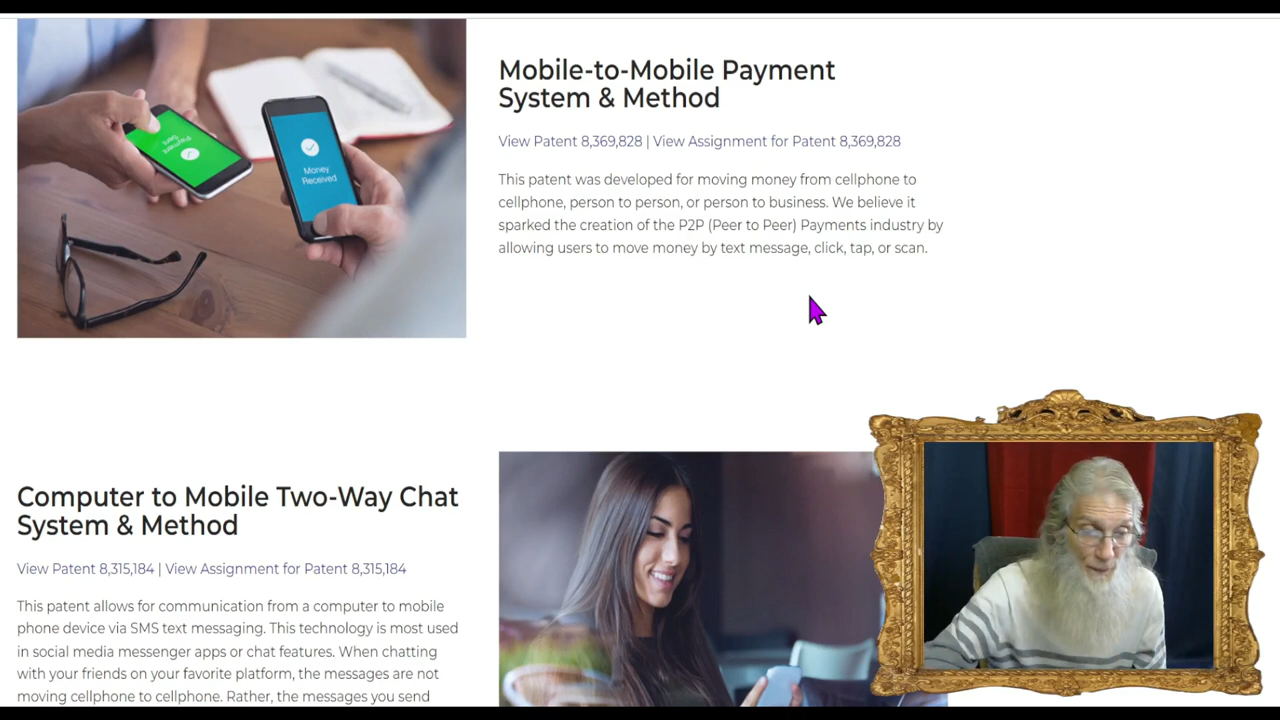 Payment
Sent
Money
Received
Mobile-to-Mobile Payment
System & Method
View Patent 8,369,828 | View Assignment for Patent 8,369,828
This patent was developed for moving money from cellphone to
cellphone, person to person, or person to business. We believe it
sparked the creation of the P2P (Peer to Peer) Payments industry by
allowing users to move money by text message, click, tap, or scan.
Computer to Mobile Two-Way Chat
System & Method
View Patent 8,315,184 | View Assignment for Patent 8,315,184
This patent allows for communication from a computer to mobile
phone device via SMS text messaging. This technology is most used
in social media messenger apps or chat features. When chatting
with your friends on your favorite platform, the messages are not
moving cellphone to cellphone. Rather, the messages you send